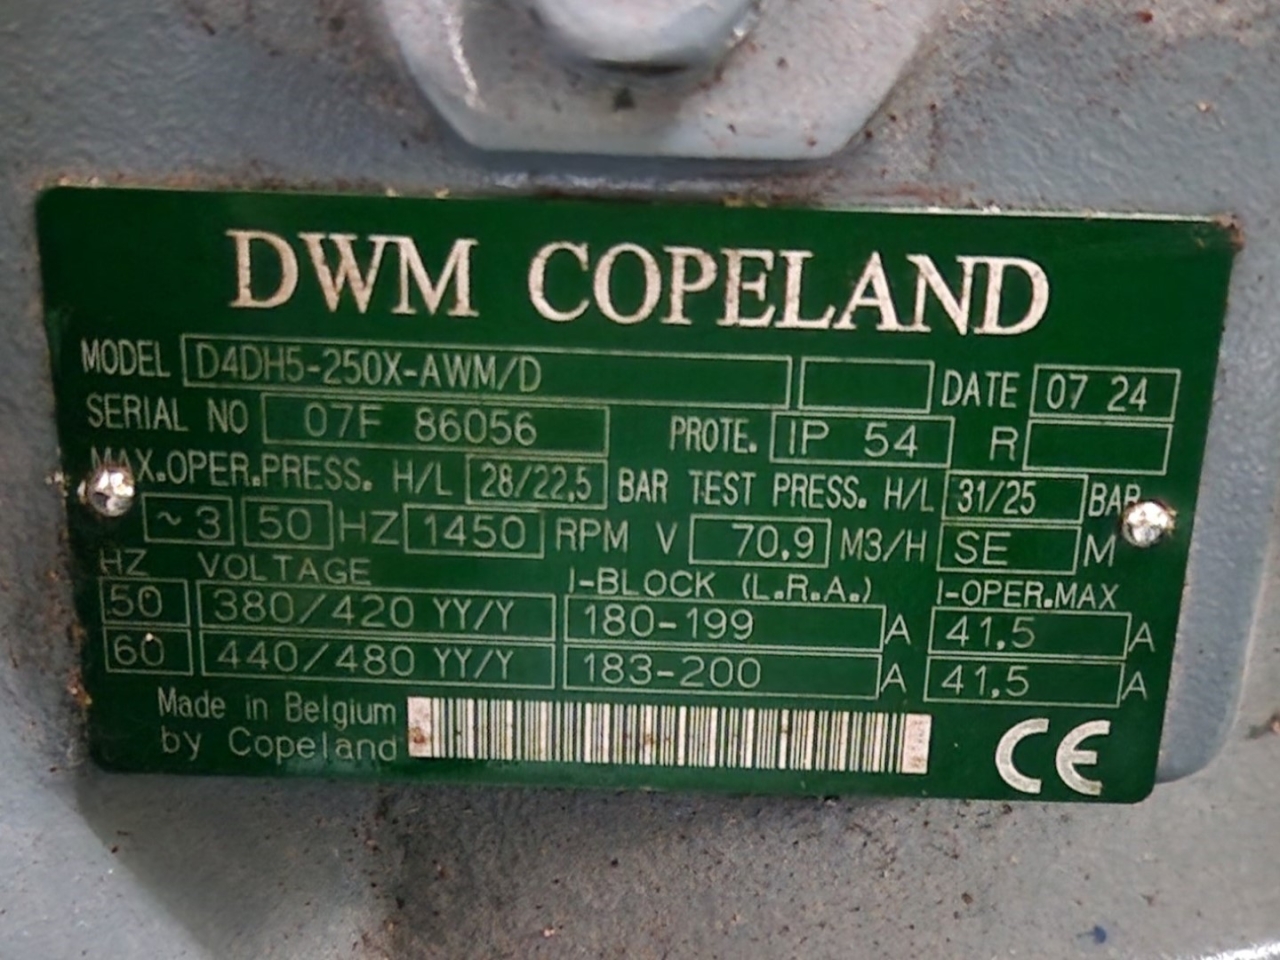 DWM COPELAND
MODEL D4DH5-250X-AWM/D DATE 07 24
SERIAL NO 07F 86056 PROTE. IP 54 R
MAX.OPER.PRESS. H/L 28/22,5 BAR TEST PRESS. H/L 31/25 BAR
~3 50 HZ 1450 RPM V 70,9 M3/H SE M
HZ VOLTAGE I-BLOCK (L.R.A.) I-OPER.MAX
50 380/420 YY/Y 180-199 A 41,5 A
60 440/480 YY/Y 183-200 A 41,5 A
Made in Belgium
by Copeland
CE